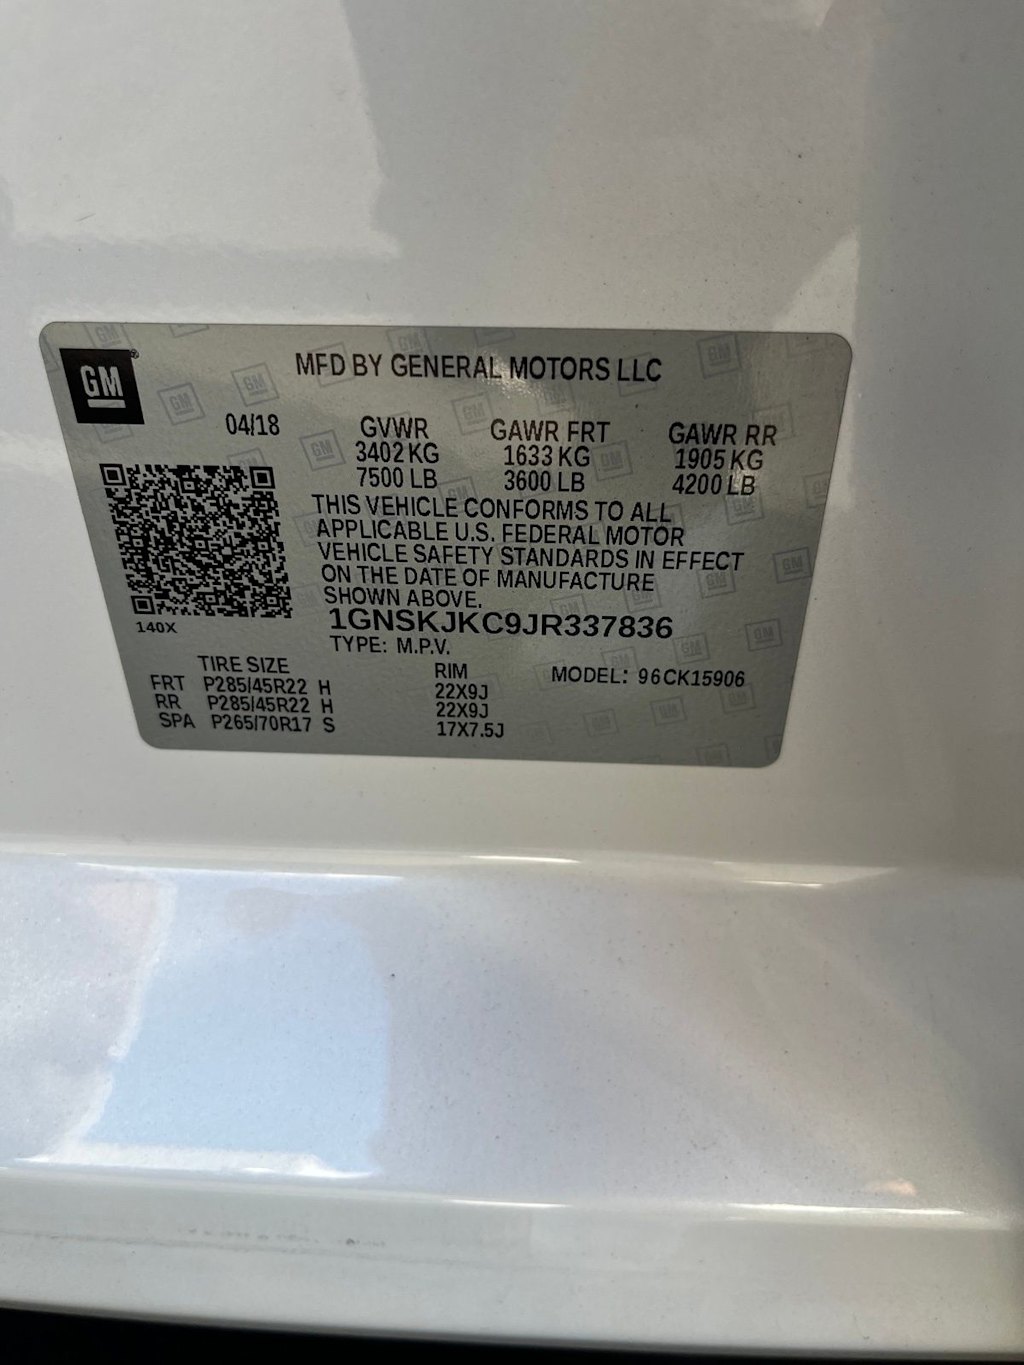 GM
MFD BY GENERAL MOTORS LLC
04/18
GVWR GAWR FRT GAWR RR
3402 KG 1633 KG 1905 KG
7500 LB 3600 LB 4200 LB
THIS VEHICLE CONFORMS TO ALL
APPLICABLE U.S. FEDERAL MOTOR
VEHICLE SAFETY STANDARDS IN EFFECT
ON THE DATE OF MANUFACTURE
SHOWN ABOVE.
1GNSKJKC9JR337836
140X
TYPE: M.P.V.
TIRE SIZE RIM MODEL: 96CK15906
FRT P285/45R22 H 22X9J
RR P285/45R22 H 22X9J
SPA P265/70R17 S 17X7.5J